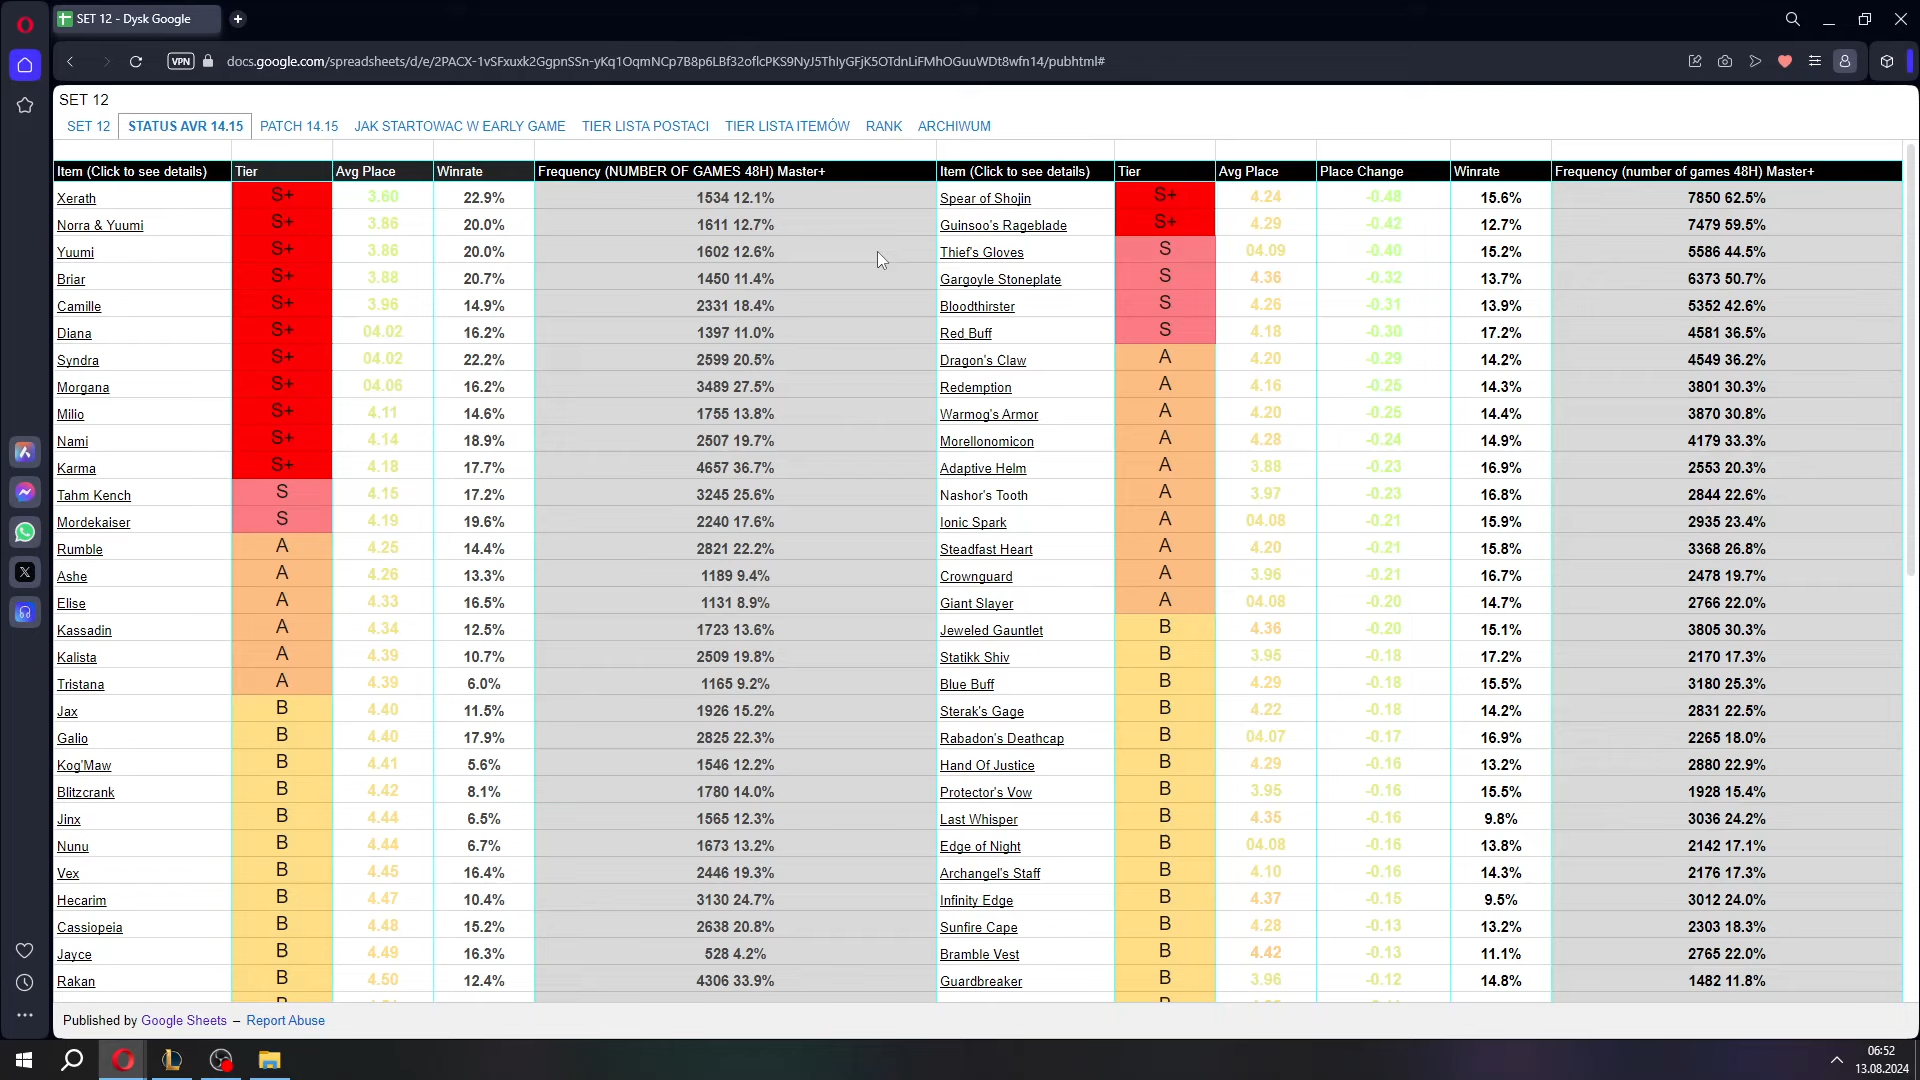 SET 12 - Dysk Google
VPN
docs.google.com/spreadsheets/d/e/2PACX-1vSFxuxk2GgpnSSn-yKq1OqmNCp7B8p6LBf32oflcPKS9NyJ5ThIyGFjK5OTdnLiFMhOGuuWDt8wfn14/pubhtml#
SET 12
SET 12 STATUS AVR 14.15 PATCH 14.15 JAK STARTOWAC W EARLY GAME TIER LISTA POSTACI TIER LISTA ITEMÓW RANK ARCHIWUM
Item (Click to see details) Tier Avg Place Winrate Frequency (NUMBER OF GAMES 48H) Master+ Item (Click to see details) Tier Avg Place Place Change Winrate Frequency (number of games 48H) Master+
Xerath S+ 3.60 22.9% 1534 12.1% Spear of Shojin S+ 4.24 -0.48 15.6% 7850 62.5%
Norra & Yuumi S+ 3.86 20.0% 1611 12.7% Guinsoo's Rageblade S+ 4.29 -0.42 12.7% 7479 59.5%
Yuumi S+ 3.86 20.0% 1602 12.6% Thief's Gloves S 04.09 -0.40 15.2% 5586 44.5%
Briar S+ 3.88 20.7% 1450 11.4% Gargoyle Stoneplate S 4.36 -0.32 13.7% 6373 50.7%
Camille S+ 3.96 14.9% 2331 18.4% Bloodthirster S 4.26 -0.31 13.9% 5352 42.6%
Diana S+ 04.02 16.2% 1397 11.0% Red Buff S 4.18 -0.30 17.2% 4581 36.5%
Syndra S+ 04.02 22.2% 2599 20.5% Dragon's Claw A 4.20 -0.29 14.2% 4549 36.2%
Morgana S+ 04.06 16.2% 3489 27.5% Redemption A 4.16 -0.25 14.3% 3801 30.3%
Milio S+ 4.11 14.6% 1755 13.8% Warmog's Armor A 4.20 -0.25 14.4% 3870 30.8%
Nami S+ 4.14 18.9% 2507 19.7% Morellonomicon A 4.28 -0.24 14.9% 4179 33.3%
Karma S+ 4.18 17.7% 4657 36.7% Adaptive Helm A 3.88 -0.23 16.9% 2553 20.3%
Tahm Kench S 4.15 17.2% 3245 25.6% Nashor's Tooth A 3.97 -0.23 16.8% 2844 22.6%
Mordekaiser S 4.19 19.6% 2240 17.6% Ionic Spark A 04.08 -0.21 15.9% 2935 23.4%
Rumble A 4.25 14.4% 2821 22.2% Steadfast Heart A 4.20 -0.21 15.8% 3368 26.8%
Ashe A 4.26 13.3% 1189 9.4% Crownguard A 3.96 -0.21 16.7% 2478 19.7%
Elise A 4.33 16.5% 1131 8.9% Giant Slayer A 04.08 -0.20 14.7% 2766 22.0%
Kassadin A 4.34 12.5% 1723 13.6% Jeweled Gauntlet B 4.36 -0.20 15.1% 3805 30.3%
Kalista A 4.39 10.7% 2509 19.8% Statikk Shiv B 3.95 -0.18 17.2% 2170 17.3%
Tristana A 4.39 6.0% 1165 9.2% Blue Buff B 4.29 -0.18 15.5% 3180 25.3%
Jax B 4.40 11.5% 1926 15.2% Sterak's Gage B 4.22 -0.18 14.2% 2831 22.5%
Galio B 4.40 17.9% 2825 22.3% Rabadon's Deathcap B 04.07 -0.17 16.9% 2265 18.0%
Kog'Maw B 4.41 5.6% 1546 12.2% Hand Of Justice B 4.29 -0.16 13.2% 2880 22.9%
Blitzcrank B 4.42 8.1% 1780 14.0% Protector's Vow B 3.95 -0.16 15.5% 1928 15.4%
Jinx B 4.44 6.5% 1565 12.3% Last Whisper B 4.35 -0.16 9.8% 3036 24.2%
Nunu B 4.44 6.7% 1673 13.2% Edge of Night B 04.08 -0.16 13.8% 2142 17.1%
Vex B 4.45 16.4% 2446 19.3% Archangel's Staff B 4.10 -0.16 14.3% 2176 17.3%
Hecarim B 4.47 10.4% 3130 24.7% Infinity Edge B 4.37 -0.15 9.5% 3012 24.0%
Cassiopeia B 4.48 15.2% 2638 20.8% Sunfire Cape B 4.28 -0.13 13.2% 2303 18.3%
Jayce B 4.49 16.3% 528 4.2% Bramble Vest B 4.42 -0.13 11.1% 2765 22.0%
Rakan B 4.50 12.4% 4306 33.9% Guardbreaker B 3.96 -0.12 14.8% 1482 11.8%
Published by Google Sheets – Report Abuse
06:52
13.08.2024